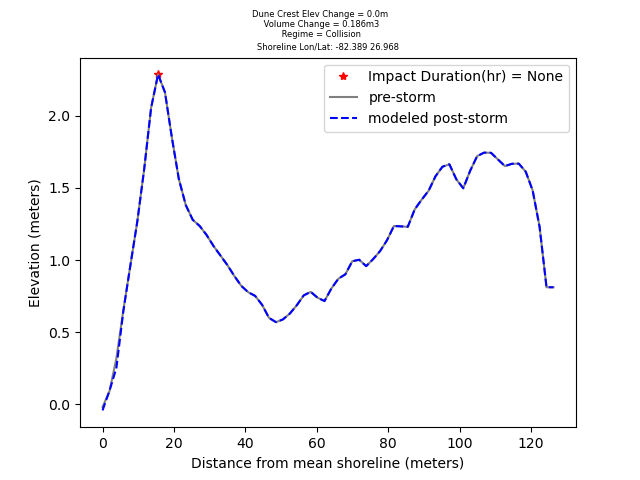 Dune Crest Elev Change = 0.0m
Volume Change = 0.186m3
Regime = Collision
Shoreline Lon/Lat: -82.389 26.968
Impact Duration(hr) = None
pre-storm
modeled post-storm
Elevation (meters)
2.0
1.5
1.0
0.5
0.0
0 20 40 60 80 100 120
Distance from mean shoreline (meters)